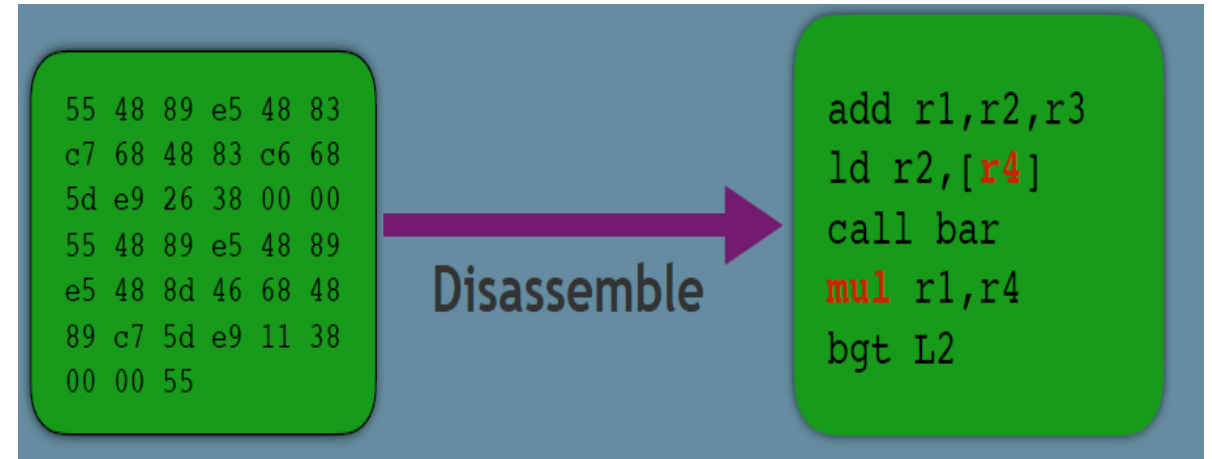 55 48 89 e5 48 83
c7 68 48 83 c6 68
5d e9 26 38 00 00
55 48 89 e5 48 89
e5 48 8d 46 68 48
89 c7 5d e9 11 38
00 00 55
Disassemble
add r1,r2,r3
ld r2,[r4]
call bar
mul r1,r4
bgt L2